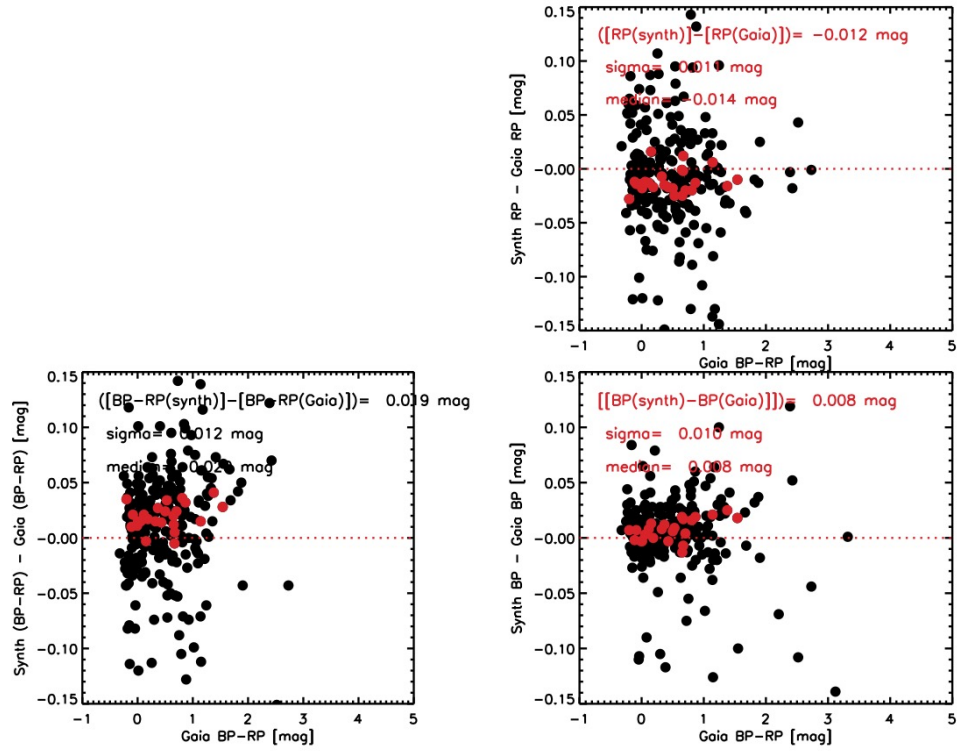 0.15
([RP(synth)]-[RP(Gaia)])= -0.012 mag
sigma= 0.011 mag
0.10
median= -0.014 mag
0.05
-0.00
-0.05
-0.10
-0.15
Synth RP - Gaia RP [mag]
-1 0 1 2 3 4 5
Gaia BP-RP [mag]
0.15
([BP-RP(synth)]-[BP-RP(Gaia)])= 0.019 mag
sigma= 0.012 mag
0.10
median= mag
0.05
-0.00
-0.05
-0.10
-0.15
Synth (BP-RP) - Gaia (BP-RP) [mag]
-1 0 1 2 3 4 5
Gaia BP-RP [mag]
0.15
[[BP(synth)-BP(Gaia)]])= 0.008 mag
sigma= 0.010 mag
0.10
median= 0.008 mag
0.05
-0.00
-0.05
-0.10
-0.15
Synth BP - Gaia BP [mag]
-1 0 1 2 3 4 5
Gaia BP-RP [mag]